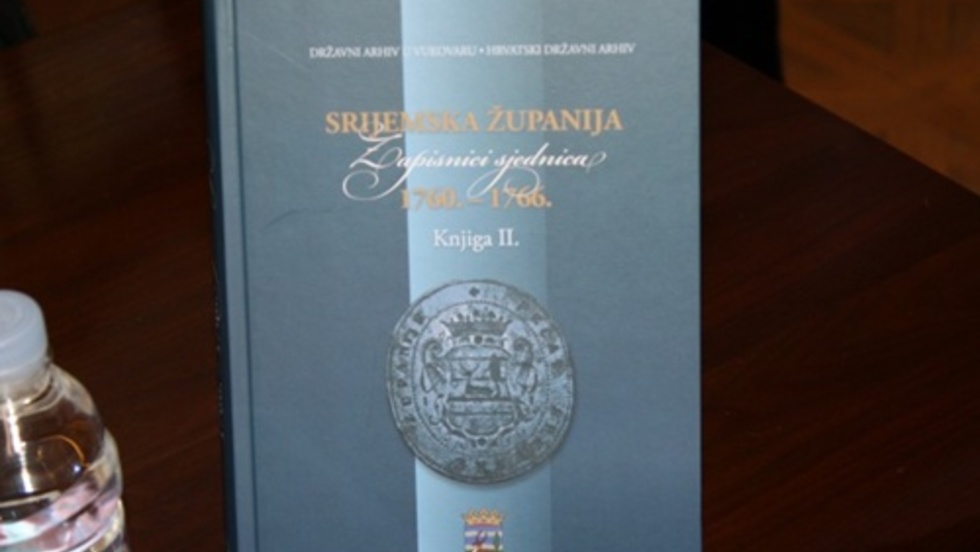 DRŽAVNI ARHIV U VUKOVARU • HRVATSKI DRŽAVNI ARHIV
SRIJEMSKA ŽUPANIJA
Zapisnici sjednica
1760. – 1766.
Knjiga II.